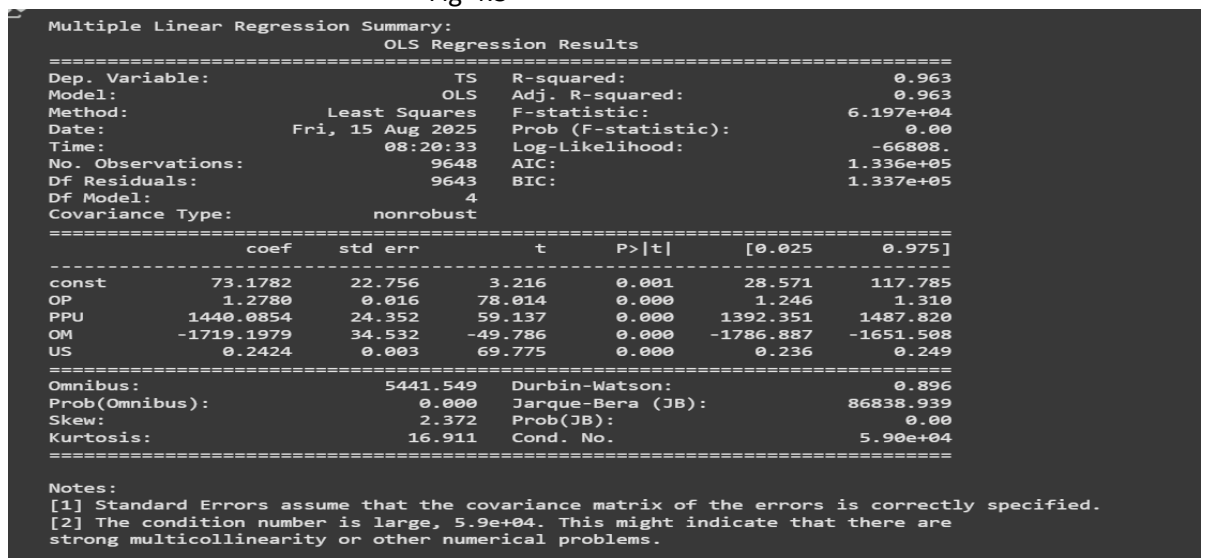 Multiple Linear Regression Summary:
OLS Regression Results
==============================================================================
Dep. Variable:                     TS   R-squared:                       0.963
Model:                            OLS   Adj. R-squared:                  0.963
Method:                 Least Squares   F-statistic:                 6.197e+04
Date:                Fri, 15 Aug 2025   Prob (F-statistic):               0.00
Time:                        08:20:33   Log-Likelihood:                -66808.
No. Observations:                9648   AIC:                         1.336e+05
Df Residuals:                    9643   BIC:                         1.337e+05
Df Model:                           4
Covariance Type:            nonrobust
==============================================================================
coef    std err          t      P>|t|      [0.025      0.975]
------------------------------------------------------------------------------
const         73.1782     22.756      3.216      0.001      28.571     117.785
OP             1.2780      0.016     78.014      0.000       1.246       1.310
PPU         1440.0854     24.352     59.137      0.000    1392.351    1487.820
OM         -1719.1979     34.532    -49.786      0.000   -1786.887   -1651.508
US             0.2424      0.003     69.775      0.000       0.236       0.249
==============================================================================
Omnibus:                     5441.549   Durbin-Watson:                   0.896
Prob(Omnibus):                  0.000   Jarque-Bera (JB):            86838.939
Skew:                           2.372   Prob(JB):                         0.00
Kurtosis:                      16.911   Cond. No.                     5.90e+04
==============================================================================
Notes:
[1] Standard Errors assume that the covariance matrix of the errors is correctly specified.
[2] The condition number is large, 5.9e+04. This might indicate that there are
strong multicollinearity or other numerical problems.